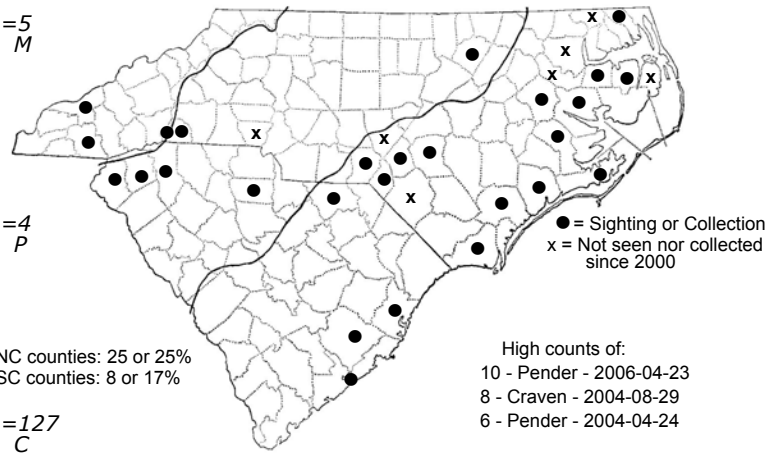 =5
M
=4
P
● = Sighting or Collection
x = Not seen nor collected
since 2000
NC counties: 25 or 25%
SC counties: 8 or 17%
High counts of:
10 - Pender - 2006-04-23
8 - Craven - 2004-08-29
6 - Pender - 2004-04-24
=127
C